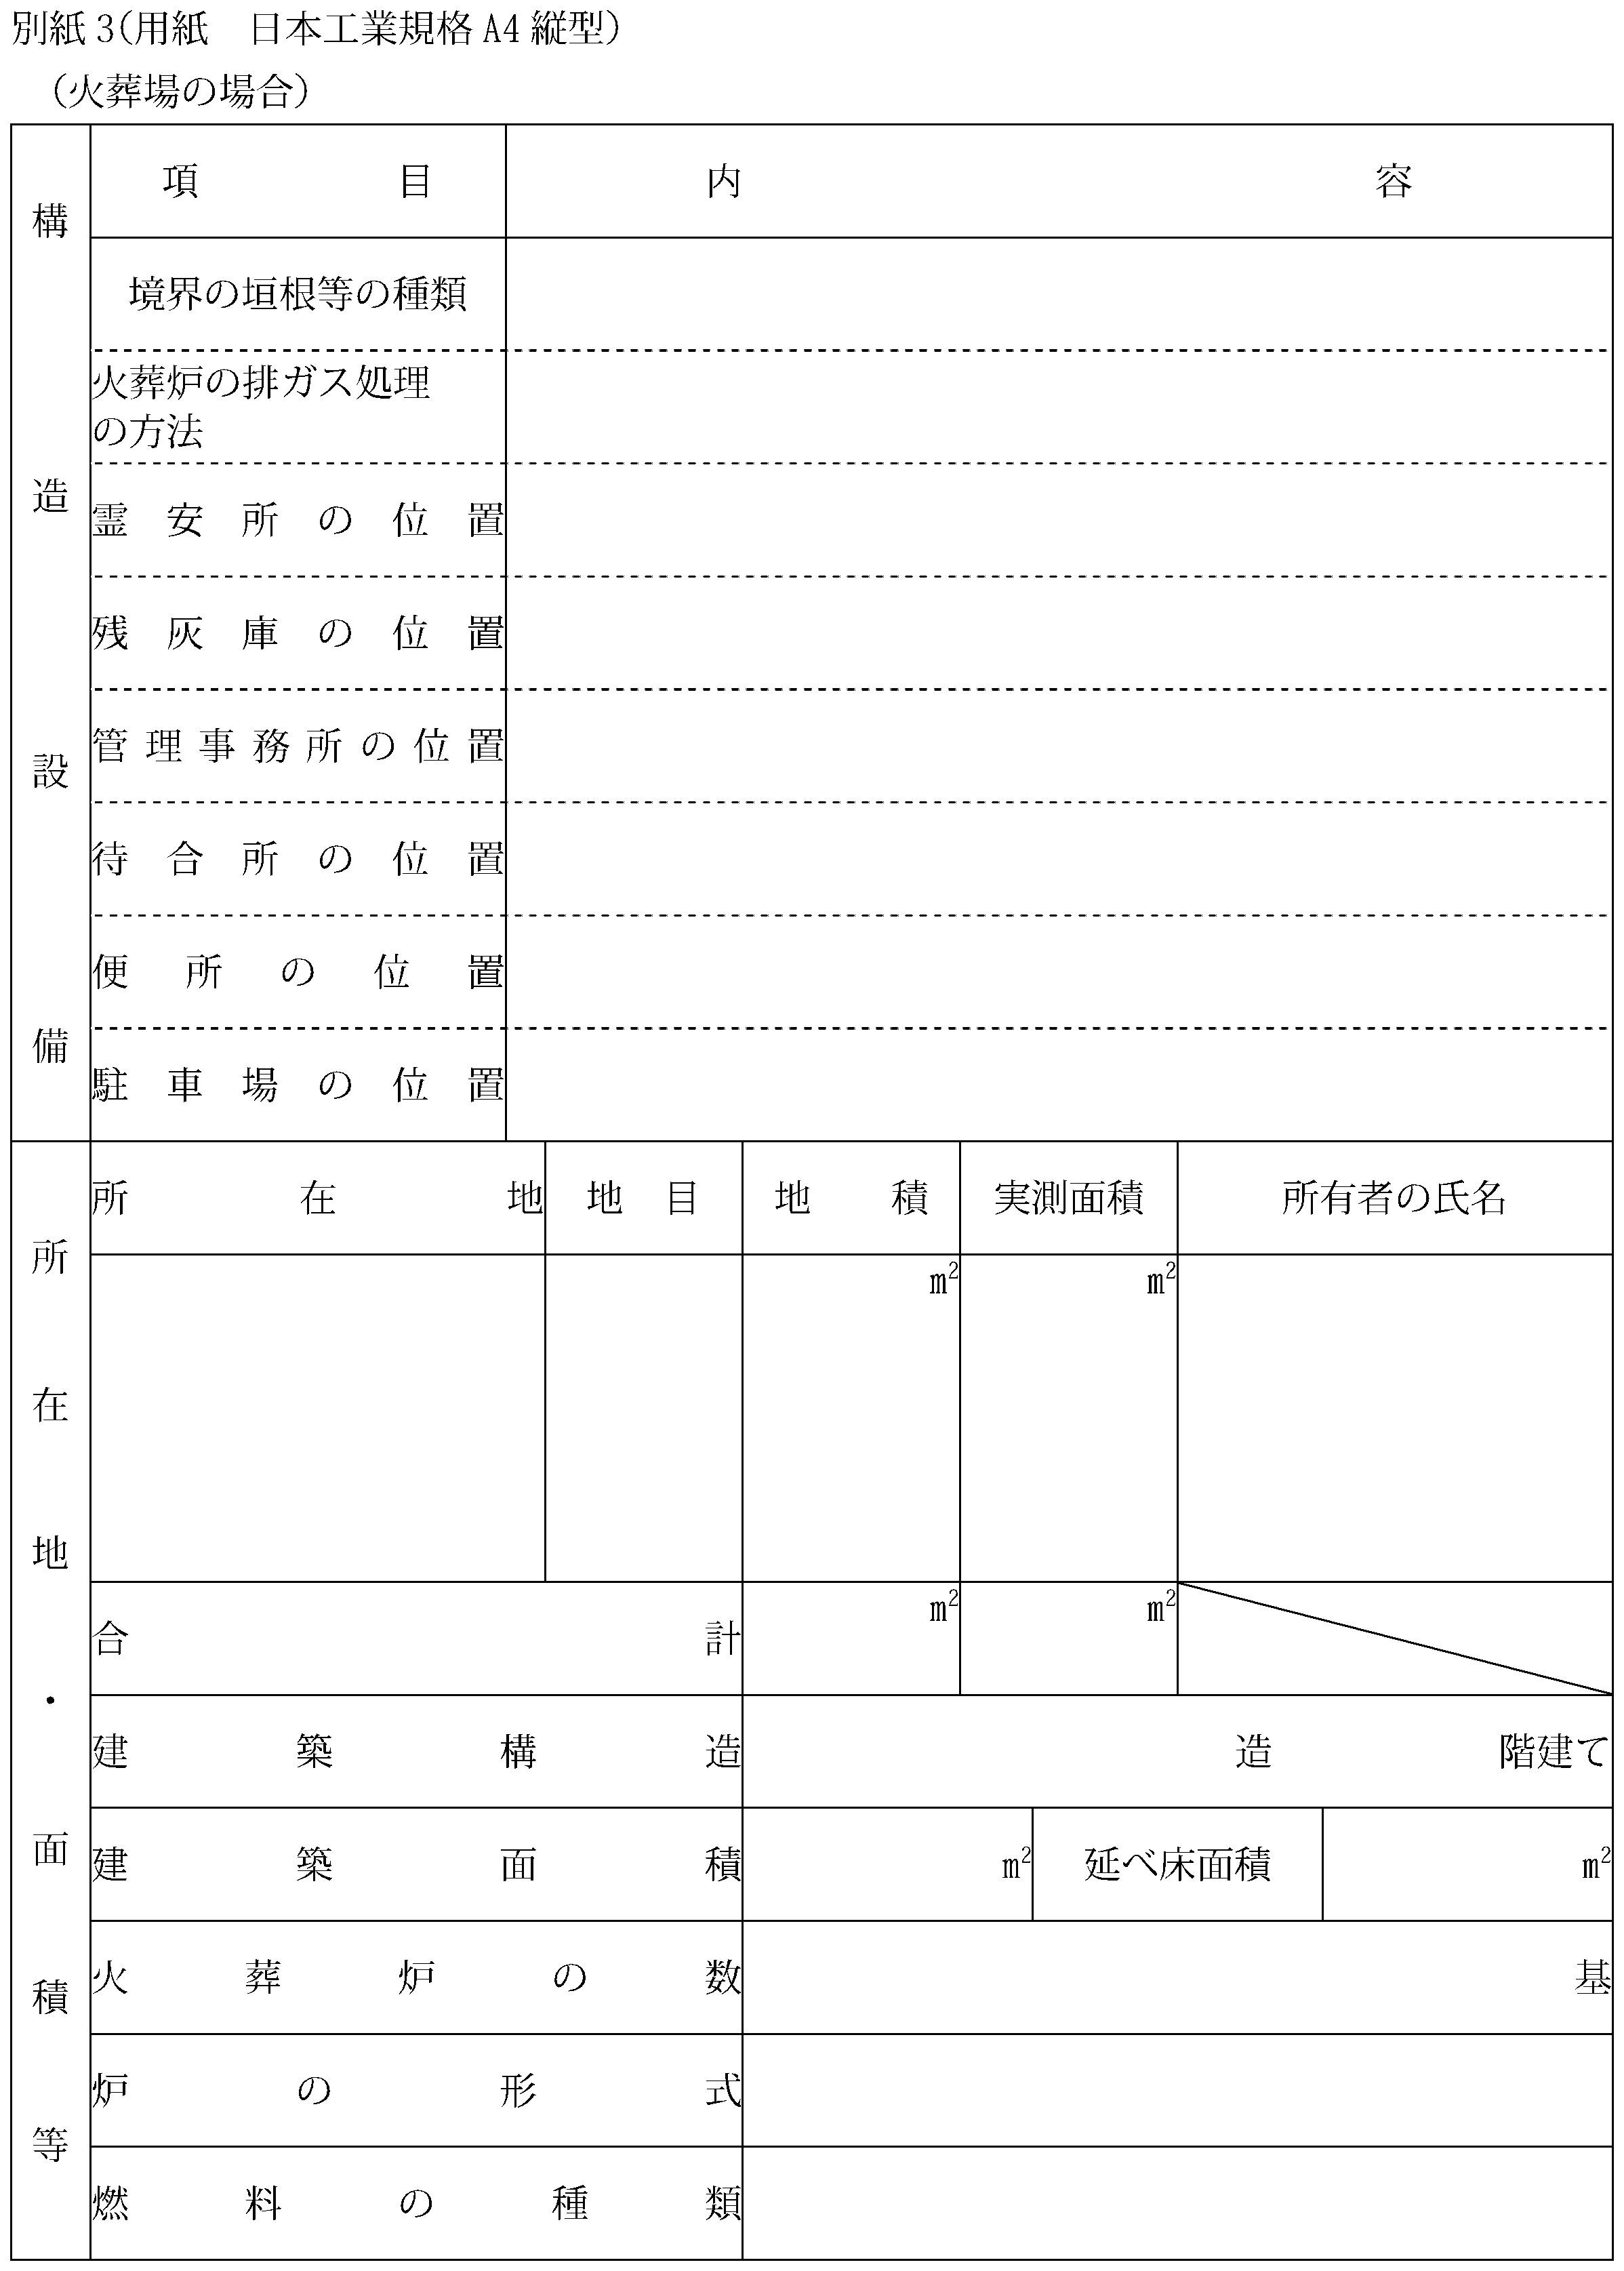 別紙3(用紙　日本工業規格A4縦型)
(火葬場の場合)
構造設備
項目　内容
境界の垣根等の種類
火葬炉の排ガス処理
の方法
霊安所の位置
残灰庫の位置
管理事務所の位置
待合所の位置
便所の位置
駐車場の位置
所在地・面積等
所在地　地目　地積　実測面積　所有者の氏名
m²　m²
合計　m²　m²
建築構造　造　階建て
建築面積　m²　延べ床面積　m²
火葬炉の数　基
炉の形式
燃料の種類